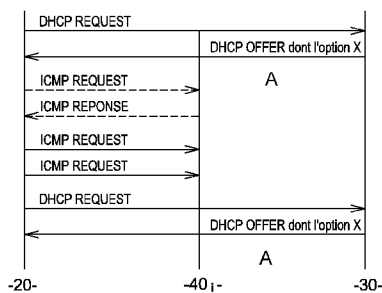 DHCP REQUEST
DHCP OFFER dont l'option X
ICMP REQUEST
A
ICMP REPONSE
ICMP REQUEST
ICMP REQUEST
DHCP REQUEST
DHCP OFFER dont l'option X
A
-20-
-40i-
-30-